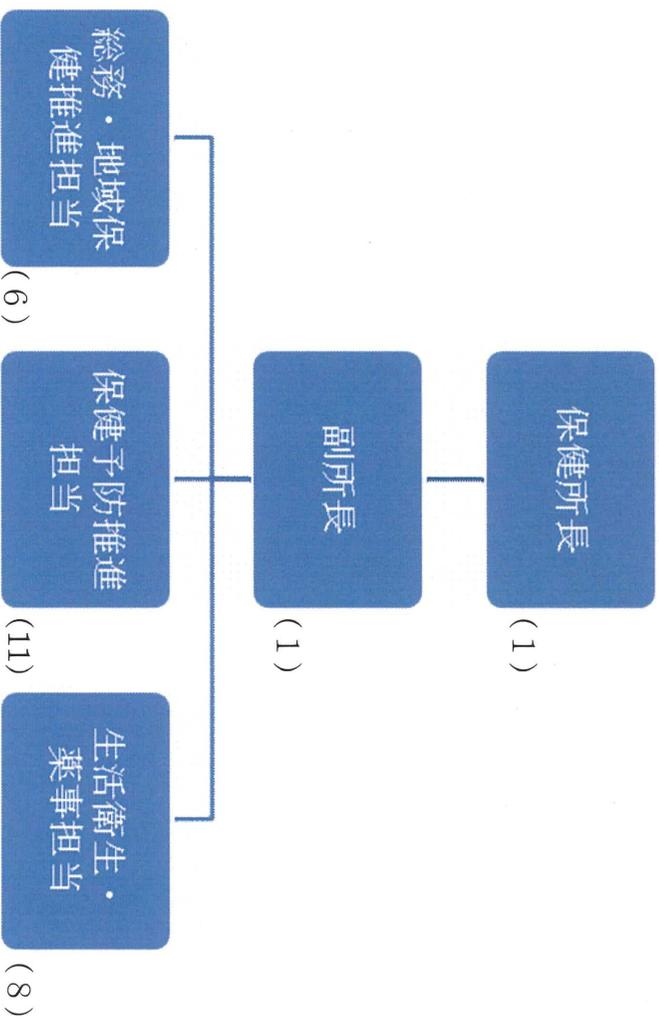 保健所長
(1)
副所長
(1)
総務・地域保
健推進担当
(6)
保健予防推進
担当
(11)
生活衛生・
薬事担当
(8)